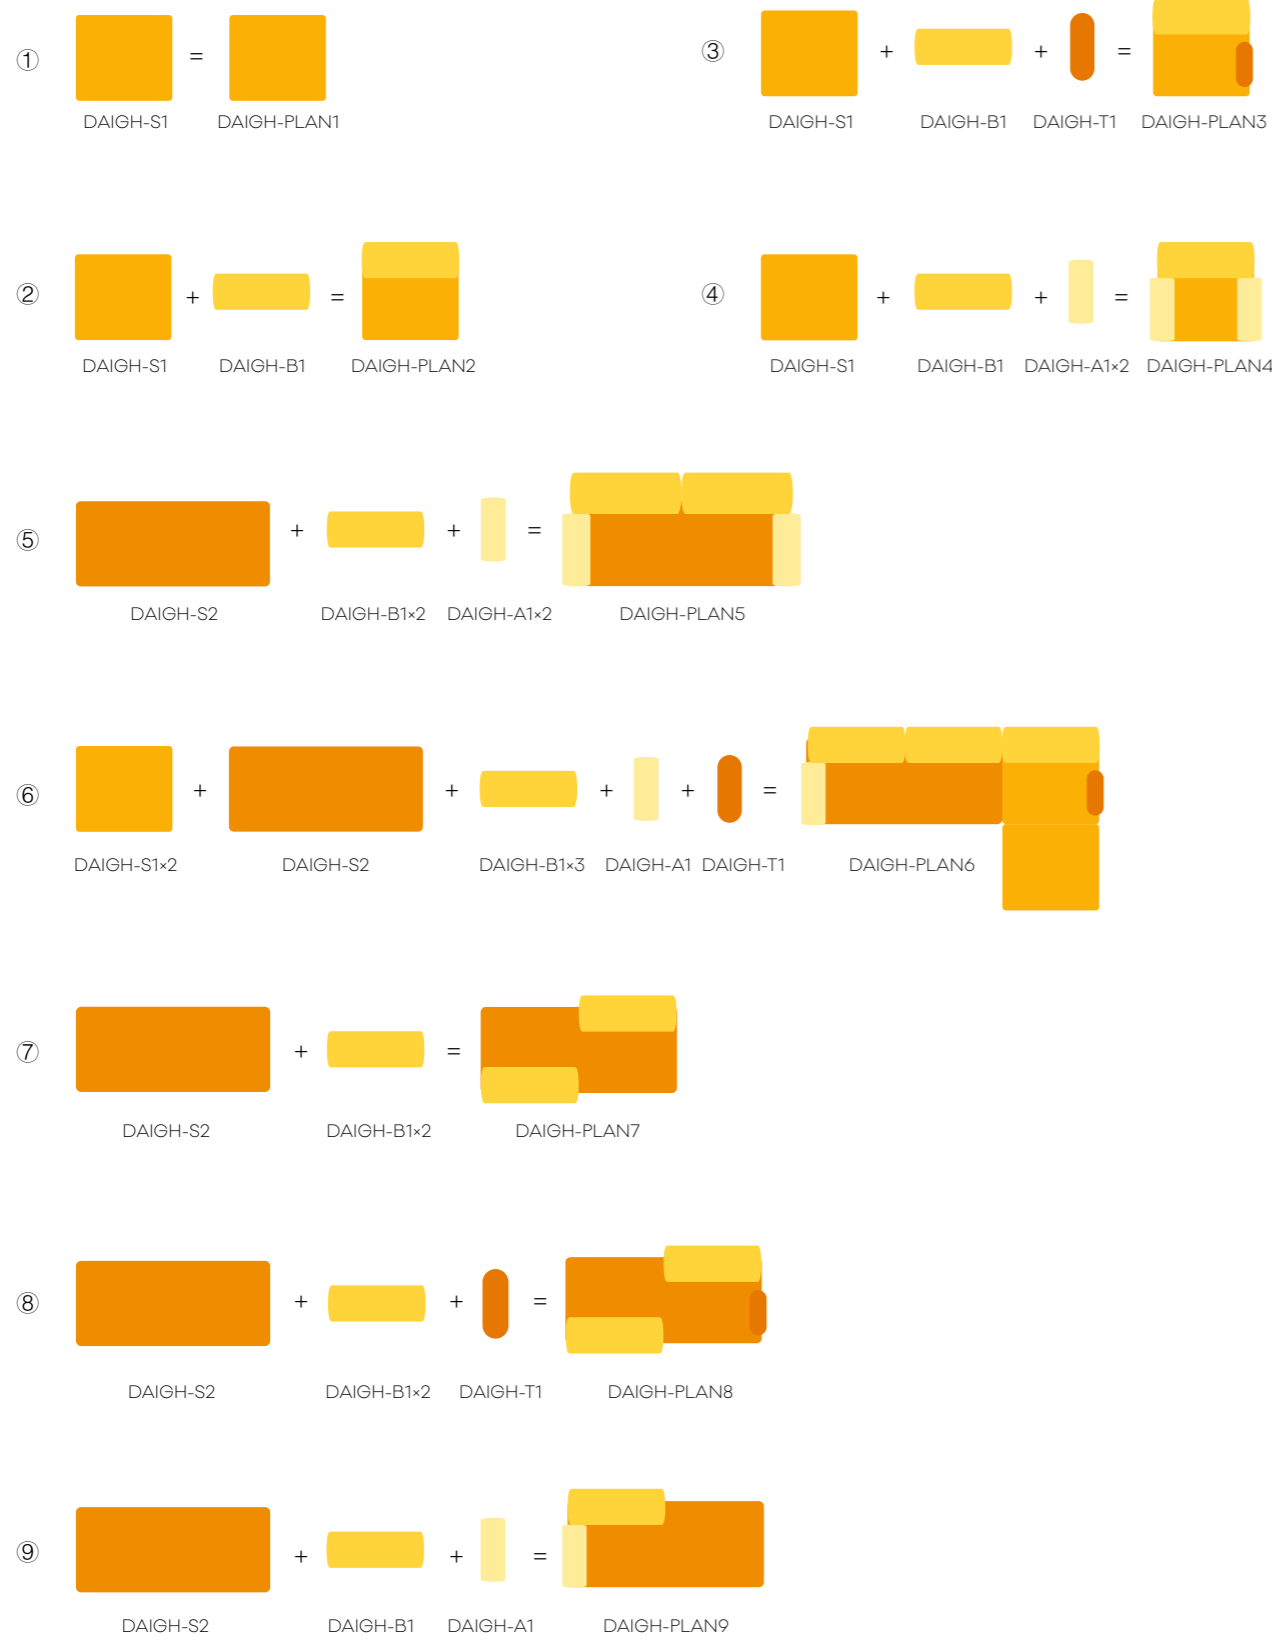 ①
=
DAIGH-S1 DAIGH-PLAN1
③
+ + =
DAIGH-S1 DAIGH-B1 DAIGH-T1 DAIGH-PLAN3
②
+ =
DAIGH-S1 DAIGH-B1 DAIGH-PLAN2
④
+ + =
DAIGH-S1 DAIGH-B1 DAIGH-A1×2 DAIGH-PLAN4
⑤
+ + =
DAIGH-S2 DAIGH-B1×2 DAIGH-A1×2 DAIGH-PLAN5
⑥
+ + + + =
DAIGH-S1×2 DAIGH-S2 DAIGH-B1×3 DAIGH-A1 DAIGH-T1 DAIGH-PLAN6
⑦
+ =
DAIGH-S2 DAIGH-B1×2 DAIGH-PLAN7
⑧
+ + =
DAIGH-S2 DAIGH-B1×2 DAIGH-T1 DAIGH-PLAN8
⑨
+ + =
DAIGH-S2 DAIGH-B1 DAIGH-A1 DAIGH-PLAN9